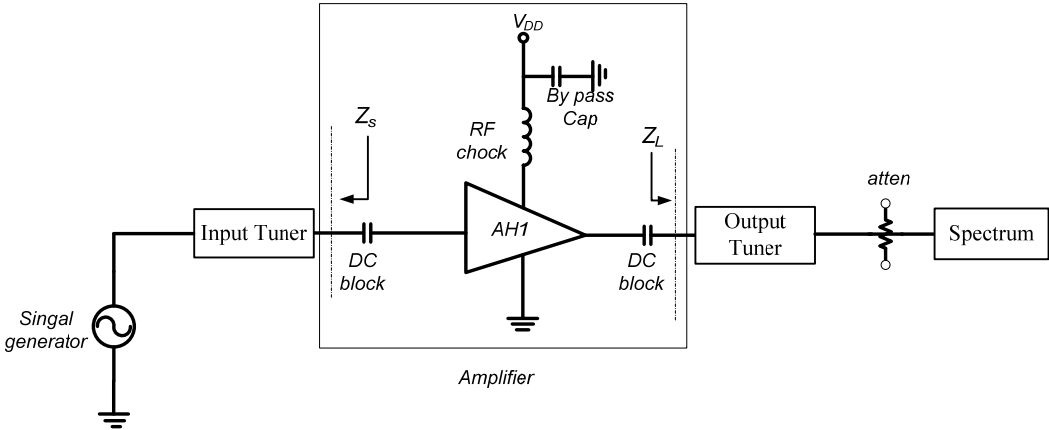 V_DD
By pass
Cap
RF
chock
Z_s
Z_L
atten
Input Tuner
AH1
Output
Tuner
Spectrum
DC
block
DC
block
Singal
generator
Amplifier